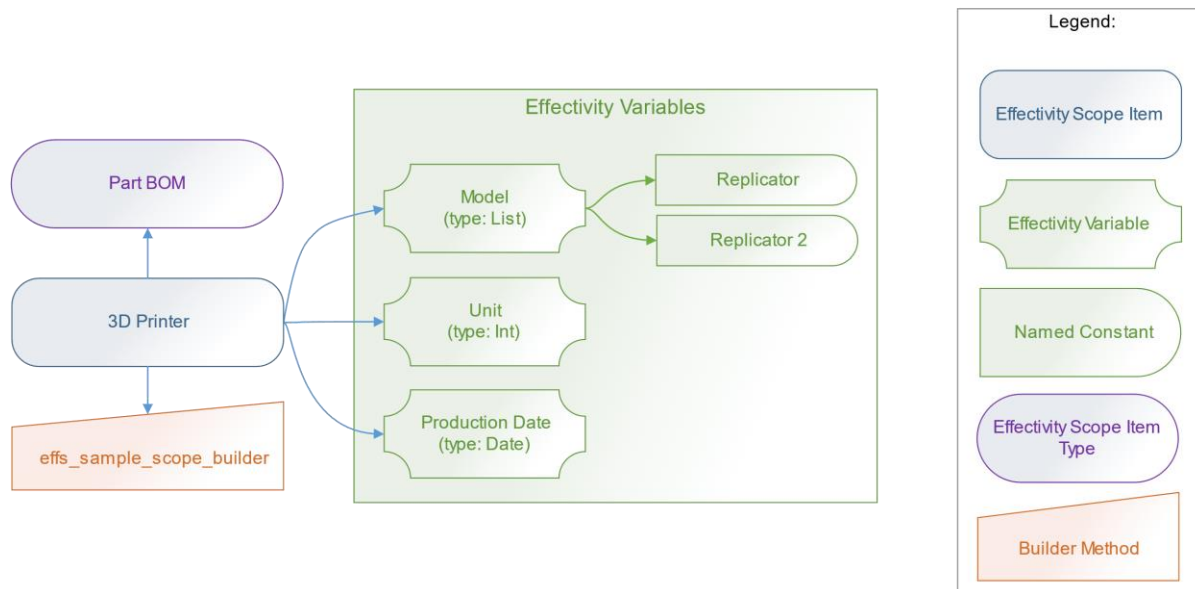 Legend:
Effectivity Variables
Effectivity Scope Item
Part BOM
Model
(type: List)
Replicator
Replicator 2
Effectivity Variable
3D Printer
Unit
(type: Int)
Named Constant
effs_sample_scope_builder
Production Date
(type: Date)
Effectivity Scope Item
Type
Builder Method